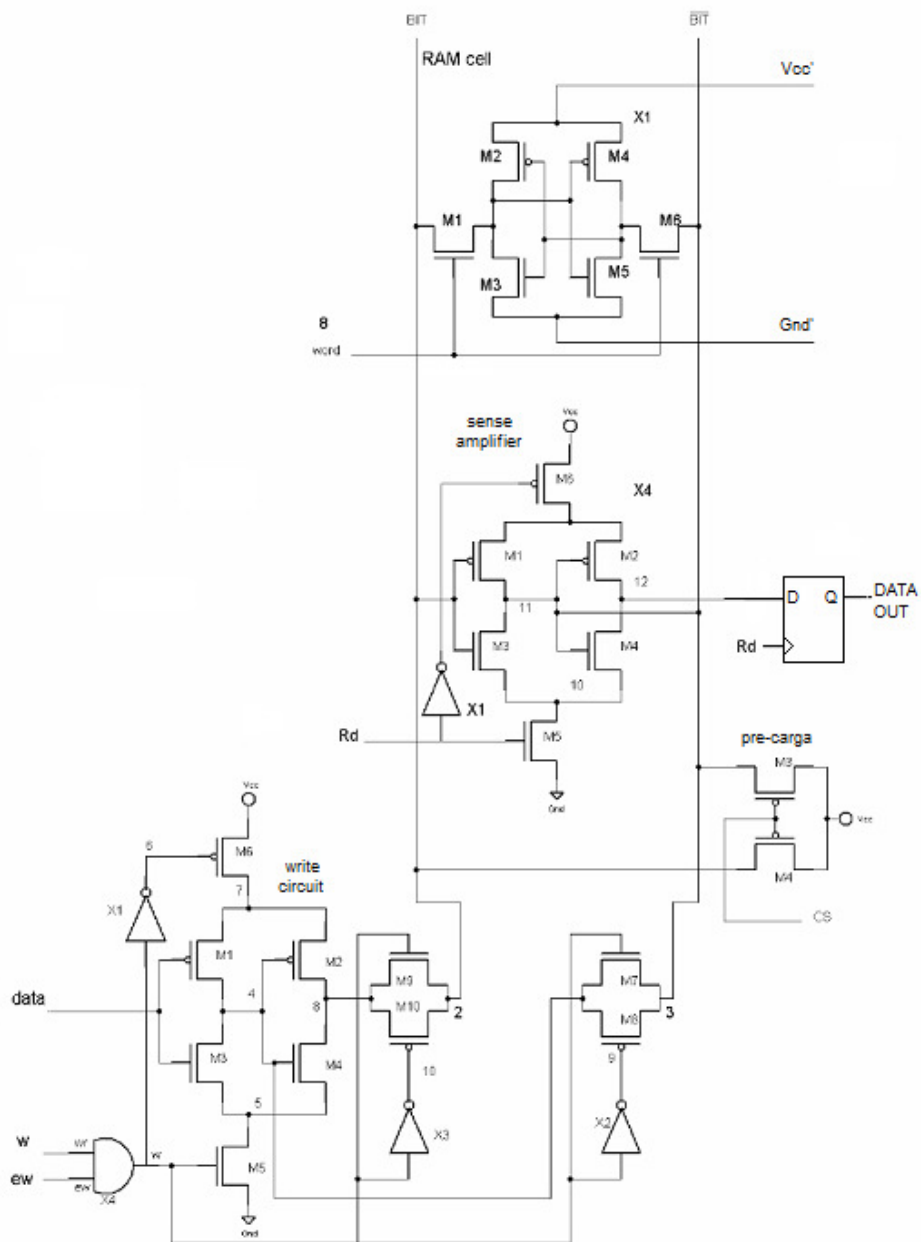 BIT
B̅I̅T̅
RAM cell
Vcc'
X1
M2
M4
M1
M6
M3
M5
8
word
Gnd'
sense
amplifier
Vcc
M6
X4
M1
M2
12
11
D Q
DATA
OUT
M3
M4
10
Rd
X1
Rd
M5
Gnd
pre-carga
M3
Vcc
M4
CS
Vcc
6
M6
write
circuit
7
X1
M1
M2
data
4
8
M9
M10
2
M7
M8
3
M3
M4
10
9
5
X3
X2
w
wr
w
M5
ew
ew
X4
Gnd